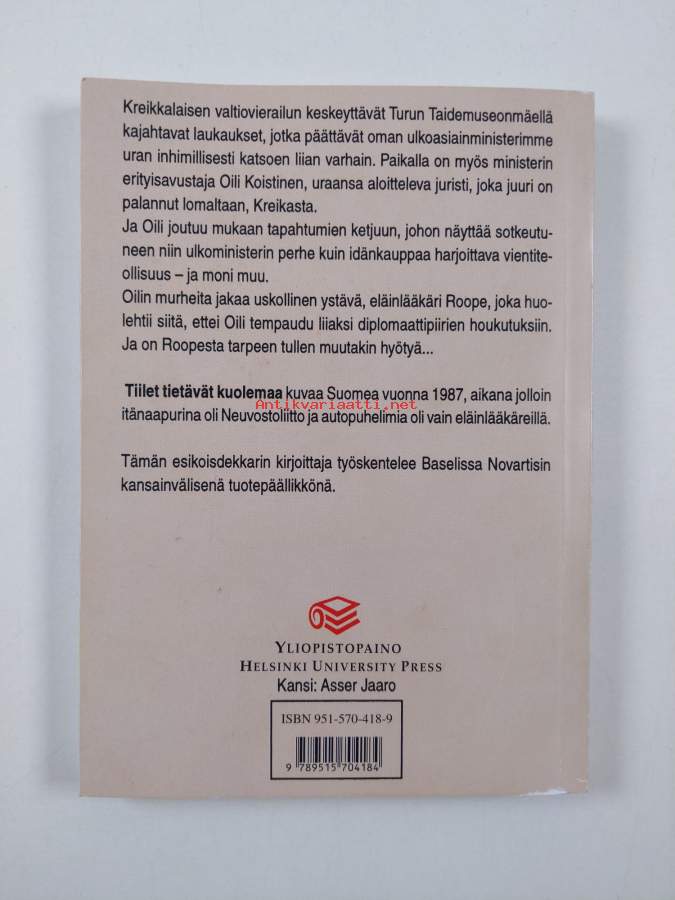 Kreikkalaisen valtiovierailun keskeyttävät Turun Taidemuseonmäellä
kajahtavat laukaukset, jotka päättävät oman ulkoasiainministerimme
uran inhimillisesti katsoen liian varhain. Paikalla on myös ministerin
erityisavustaja Oili Koistinen, uraansa aloitteleva juristi, joka juuri on
palannut lomaltaan, Kreikasta.
Ja Oili joutuu mukaan tapahtumien ketjuun, johon näyttää sotkeutu-
neen niin ulkoministerin perhe kuin idänkauppaa harjoittava vientite-
ollisuus – ja moni muu.
Oilin murheita jakaa uskollinen ystävä, eläinlääkäri Roope, joka huo-
lehtii siitä, ettei Oili tempaudu liiaksi diplomaattipiirien houkutuksiin.
Ja on Roopesta tarpeen tullen muutakin hyötyä...
Tiilet tietävät kuolemaa kuvaa Suomea vuonna 1987, aikana jolloin
Antikvariaatti.net
itänaapurina oli Neuvostoliitto ja autopuhelimia oli vain eläinlääkäreillä.
Tämän esikoisdekkarin kirjoittaja työskentelee Baselissa Novartisin
kansainvälisenä tuotepäällikkönä.
YLIOPISTOPAINO
HELSINKI UNIVERSITY PRESS
Kansi: Asser Jaaro
ISBN 951-570-418-9
9 789515 704184